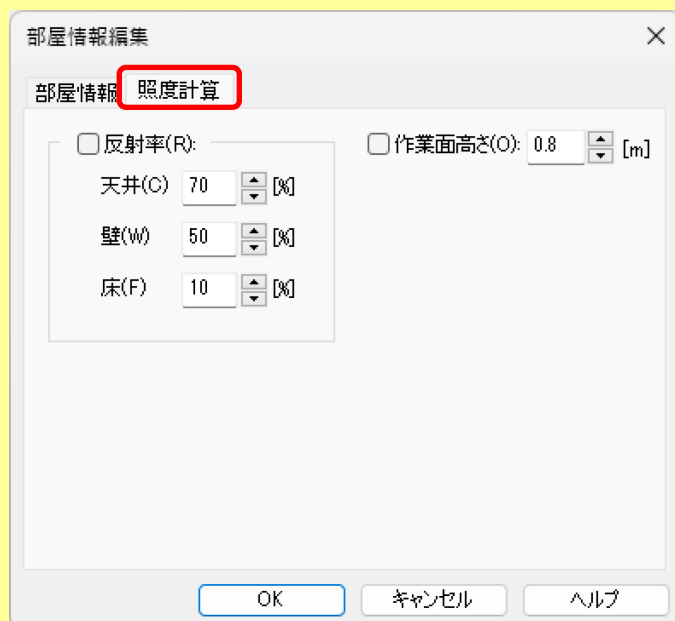 部屋情報編集
部屋情報 照度計算
反射率(R): 作業面高さ(O): 0.8 [m]
天井(C) 70 [%]
壁(W) 50 [%]
床(F) 10 [%]
OK キャンセル ヘルプ